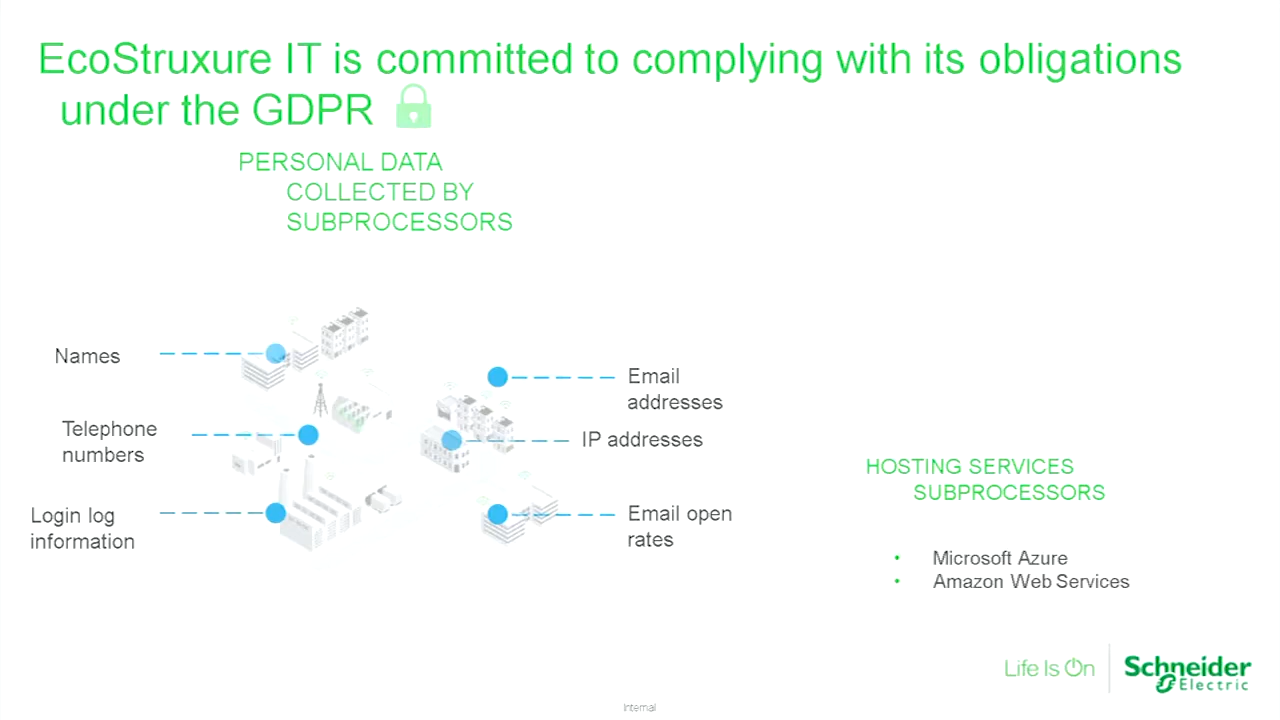 EcoStruxure IT is committed to complying with its obligations
under the GDPR
PERSONAL DATA
COLLECTED BY
SUBPROCESSORS
Names
Telephone
numbers
Login log
information
Email
addresses
IP addresses
Email open
rates
HOSTING SERVICES
SUBPROCESSORS
• Microsoft Azure
• Amazon Web Services
Life Is On
Schneider
Electric
Internal